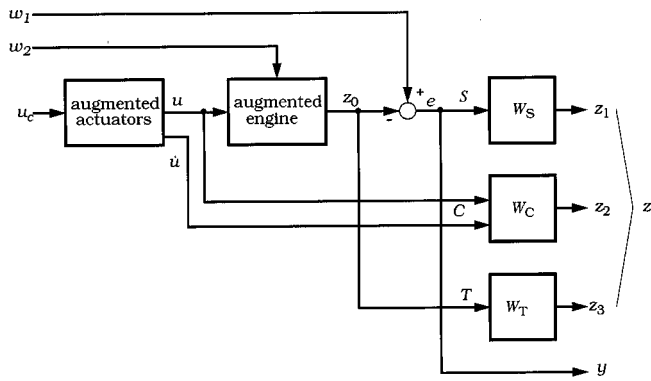 w1
w2
uc
augmented
actuators
u
u̇
augmented
engine
z0
+
-
e
S
WS
z1
C
WC
z2
z
T
WT
z3
y